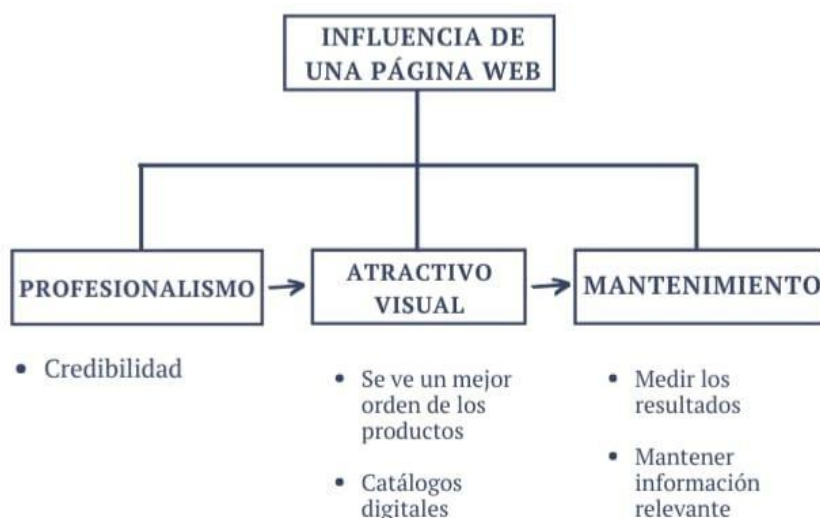 INFLUENCIA DE
UNA PÁGINA WEB
PROFESIONALISMO
ATRACTIVO
VISUAL
MANTENIMIENTO
• Credibilidad
• Se ve un mejor
orden de los
productos
• Catálogos
digitales
• Medir los
resultados
• Mantener
información
relevante